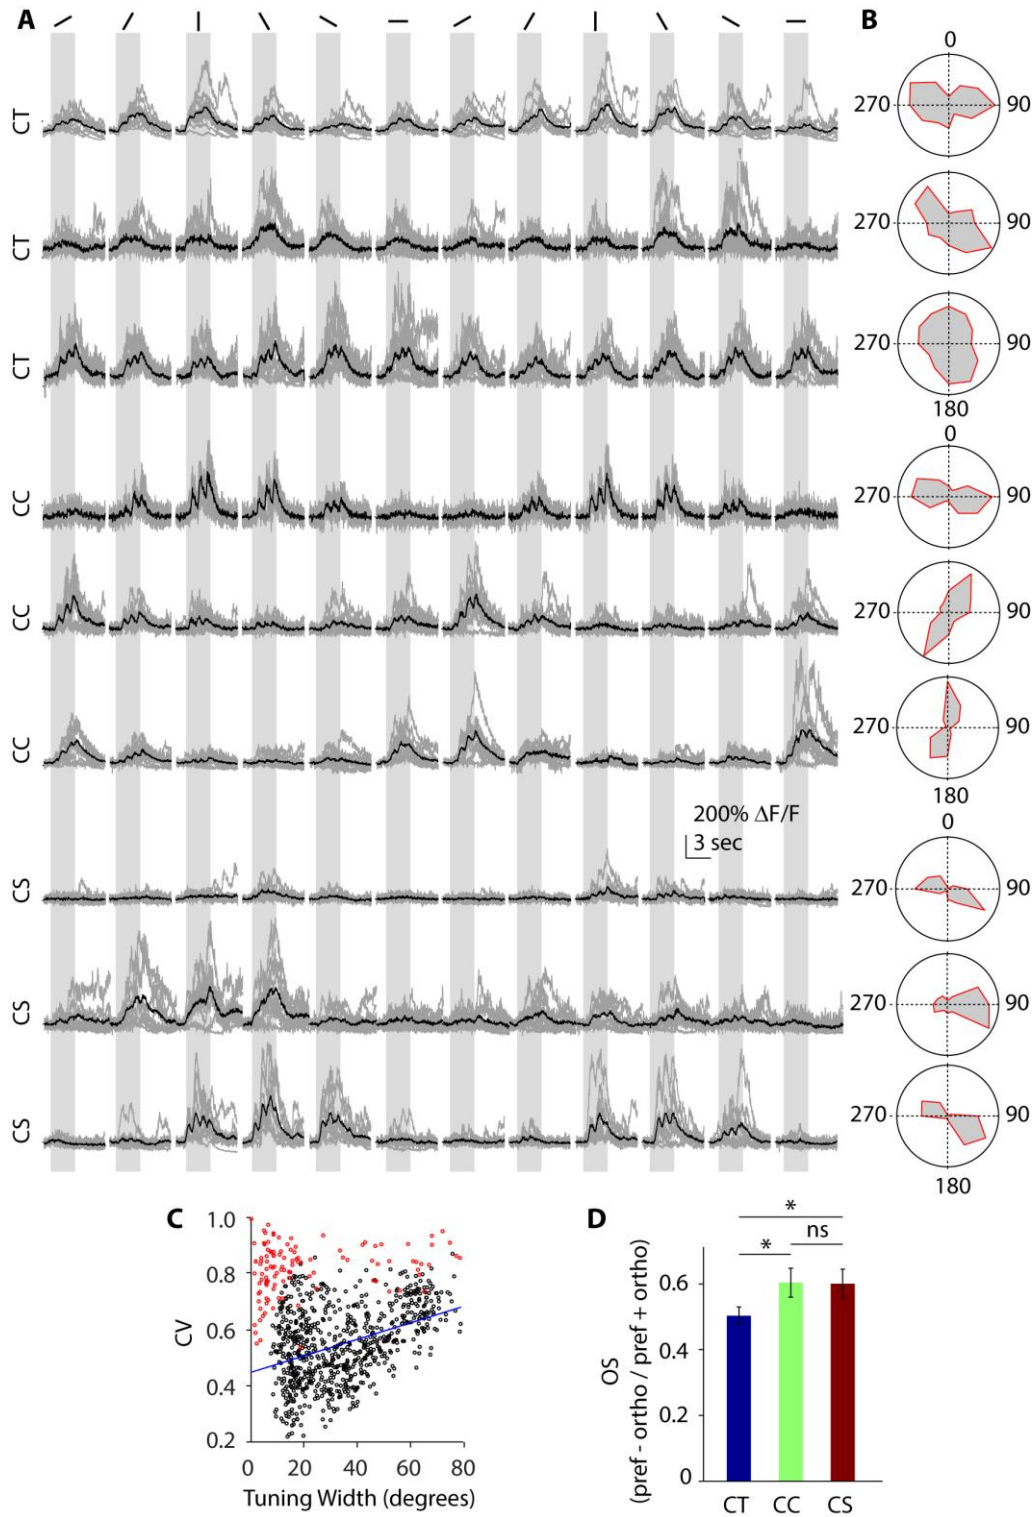 A
B
0
CT
270
90
CT
270
90
CT
270
90
180
0
CC
270
90
CC
270
90
CC
270
90
180
200% ΔF/F
3 sec
0
CS
270
90
CS
270
90
CS
270
90
180
C
1.0
0.8
0.6
0.4
0.2
CV
0 20 40 60 80
Tuning Width (degrees)
D
*
* ns
0.6
0.4
0.2
0
OS
(pref - ortho / pref + ortho)
CT CC CS